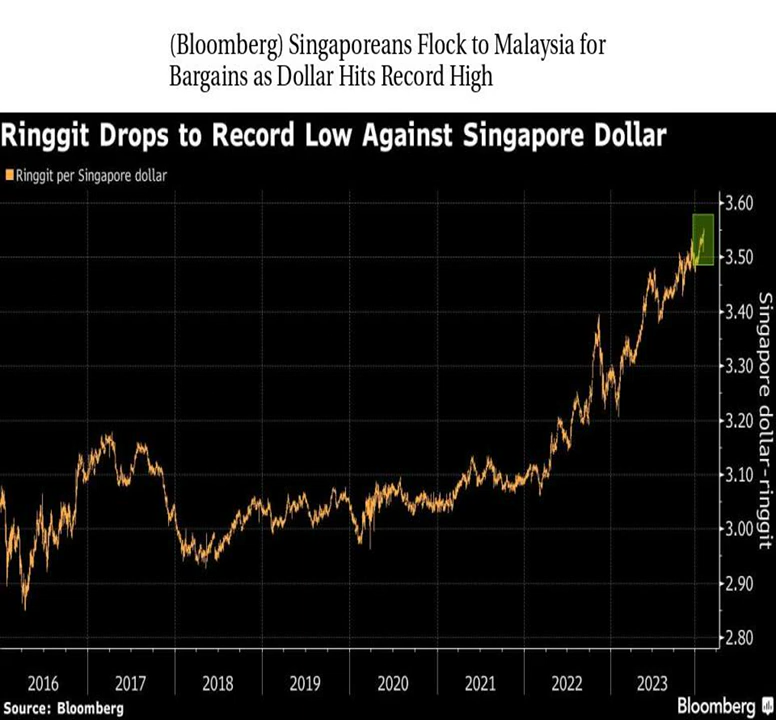 (Bloomberg) Singaporeans Flock to Malaysia for
Bargains as Dollar Hits Record High
Ringgit Drops to Record Low Against Singapore Dollar
Ringgit per Singapore dollar
3.60
3.50
3.40
3.30
3.20
3.10
3.00
2.90
2.80
Singapore dollar-ringgit
2016 2017 2018 2019 2020 2021 2022 2023
Source: Bloomberg
Bloomberg